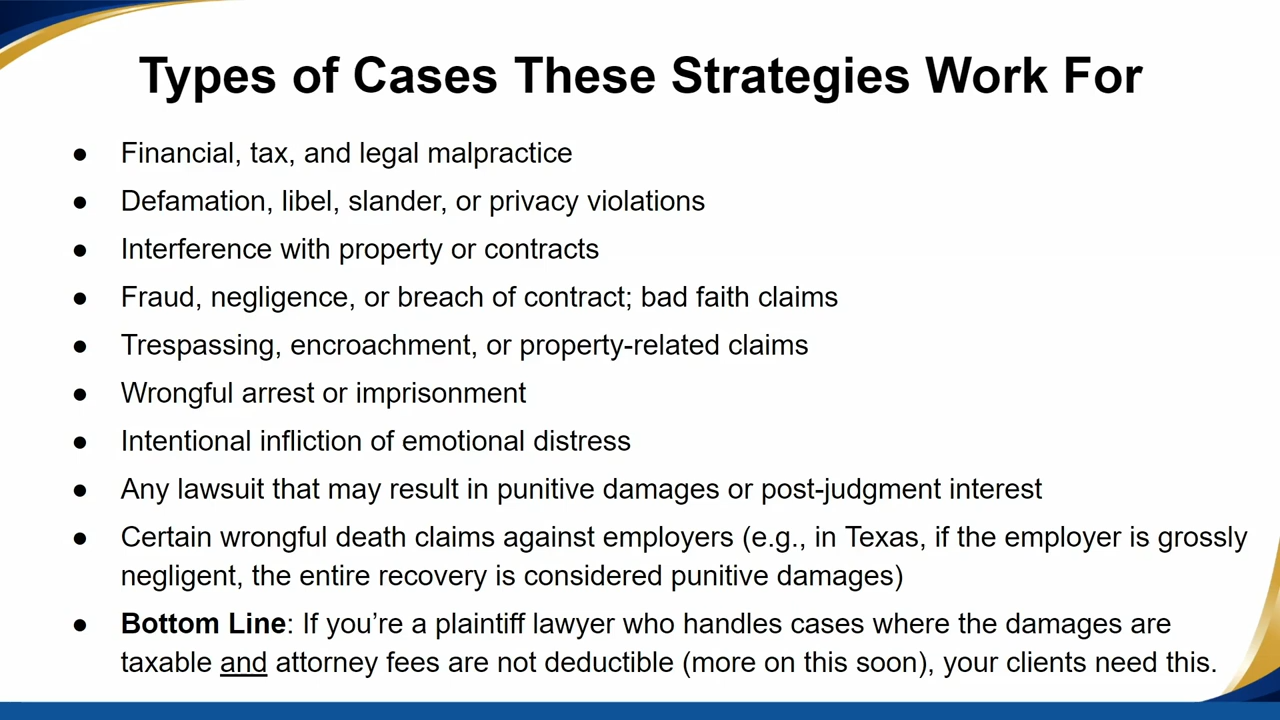 Types of Cases These Strategies Work For
● Financial, tax, and legal malpractice
● Defamation, libel, slander, or privacy violations
● Interference with property or contracts
● Fraud, negligence, or breach of contract; bad faith claims
● Trespassing, encroachment, or property-related claims
● Wrongful arrest or imprisonment
● Intentional infliction of emotional distress
● Any lawsuit that may result in punitive damages or post-judgment interest
● Certain wrongful death claims against employers (e.g., in Texas, if the employer is grossly
negligent, the entire recovery is considered punitive damages)
● Bottom Line: If you’re a plaintiff lawyer who handles cases where the damages are
taxable and attorney fees are not deductible (more on this soon), your clients need this.